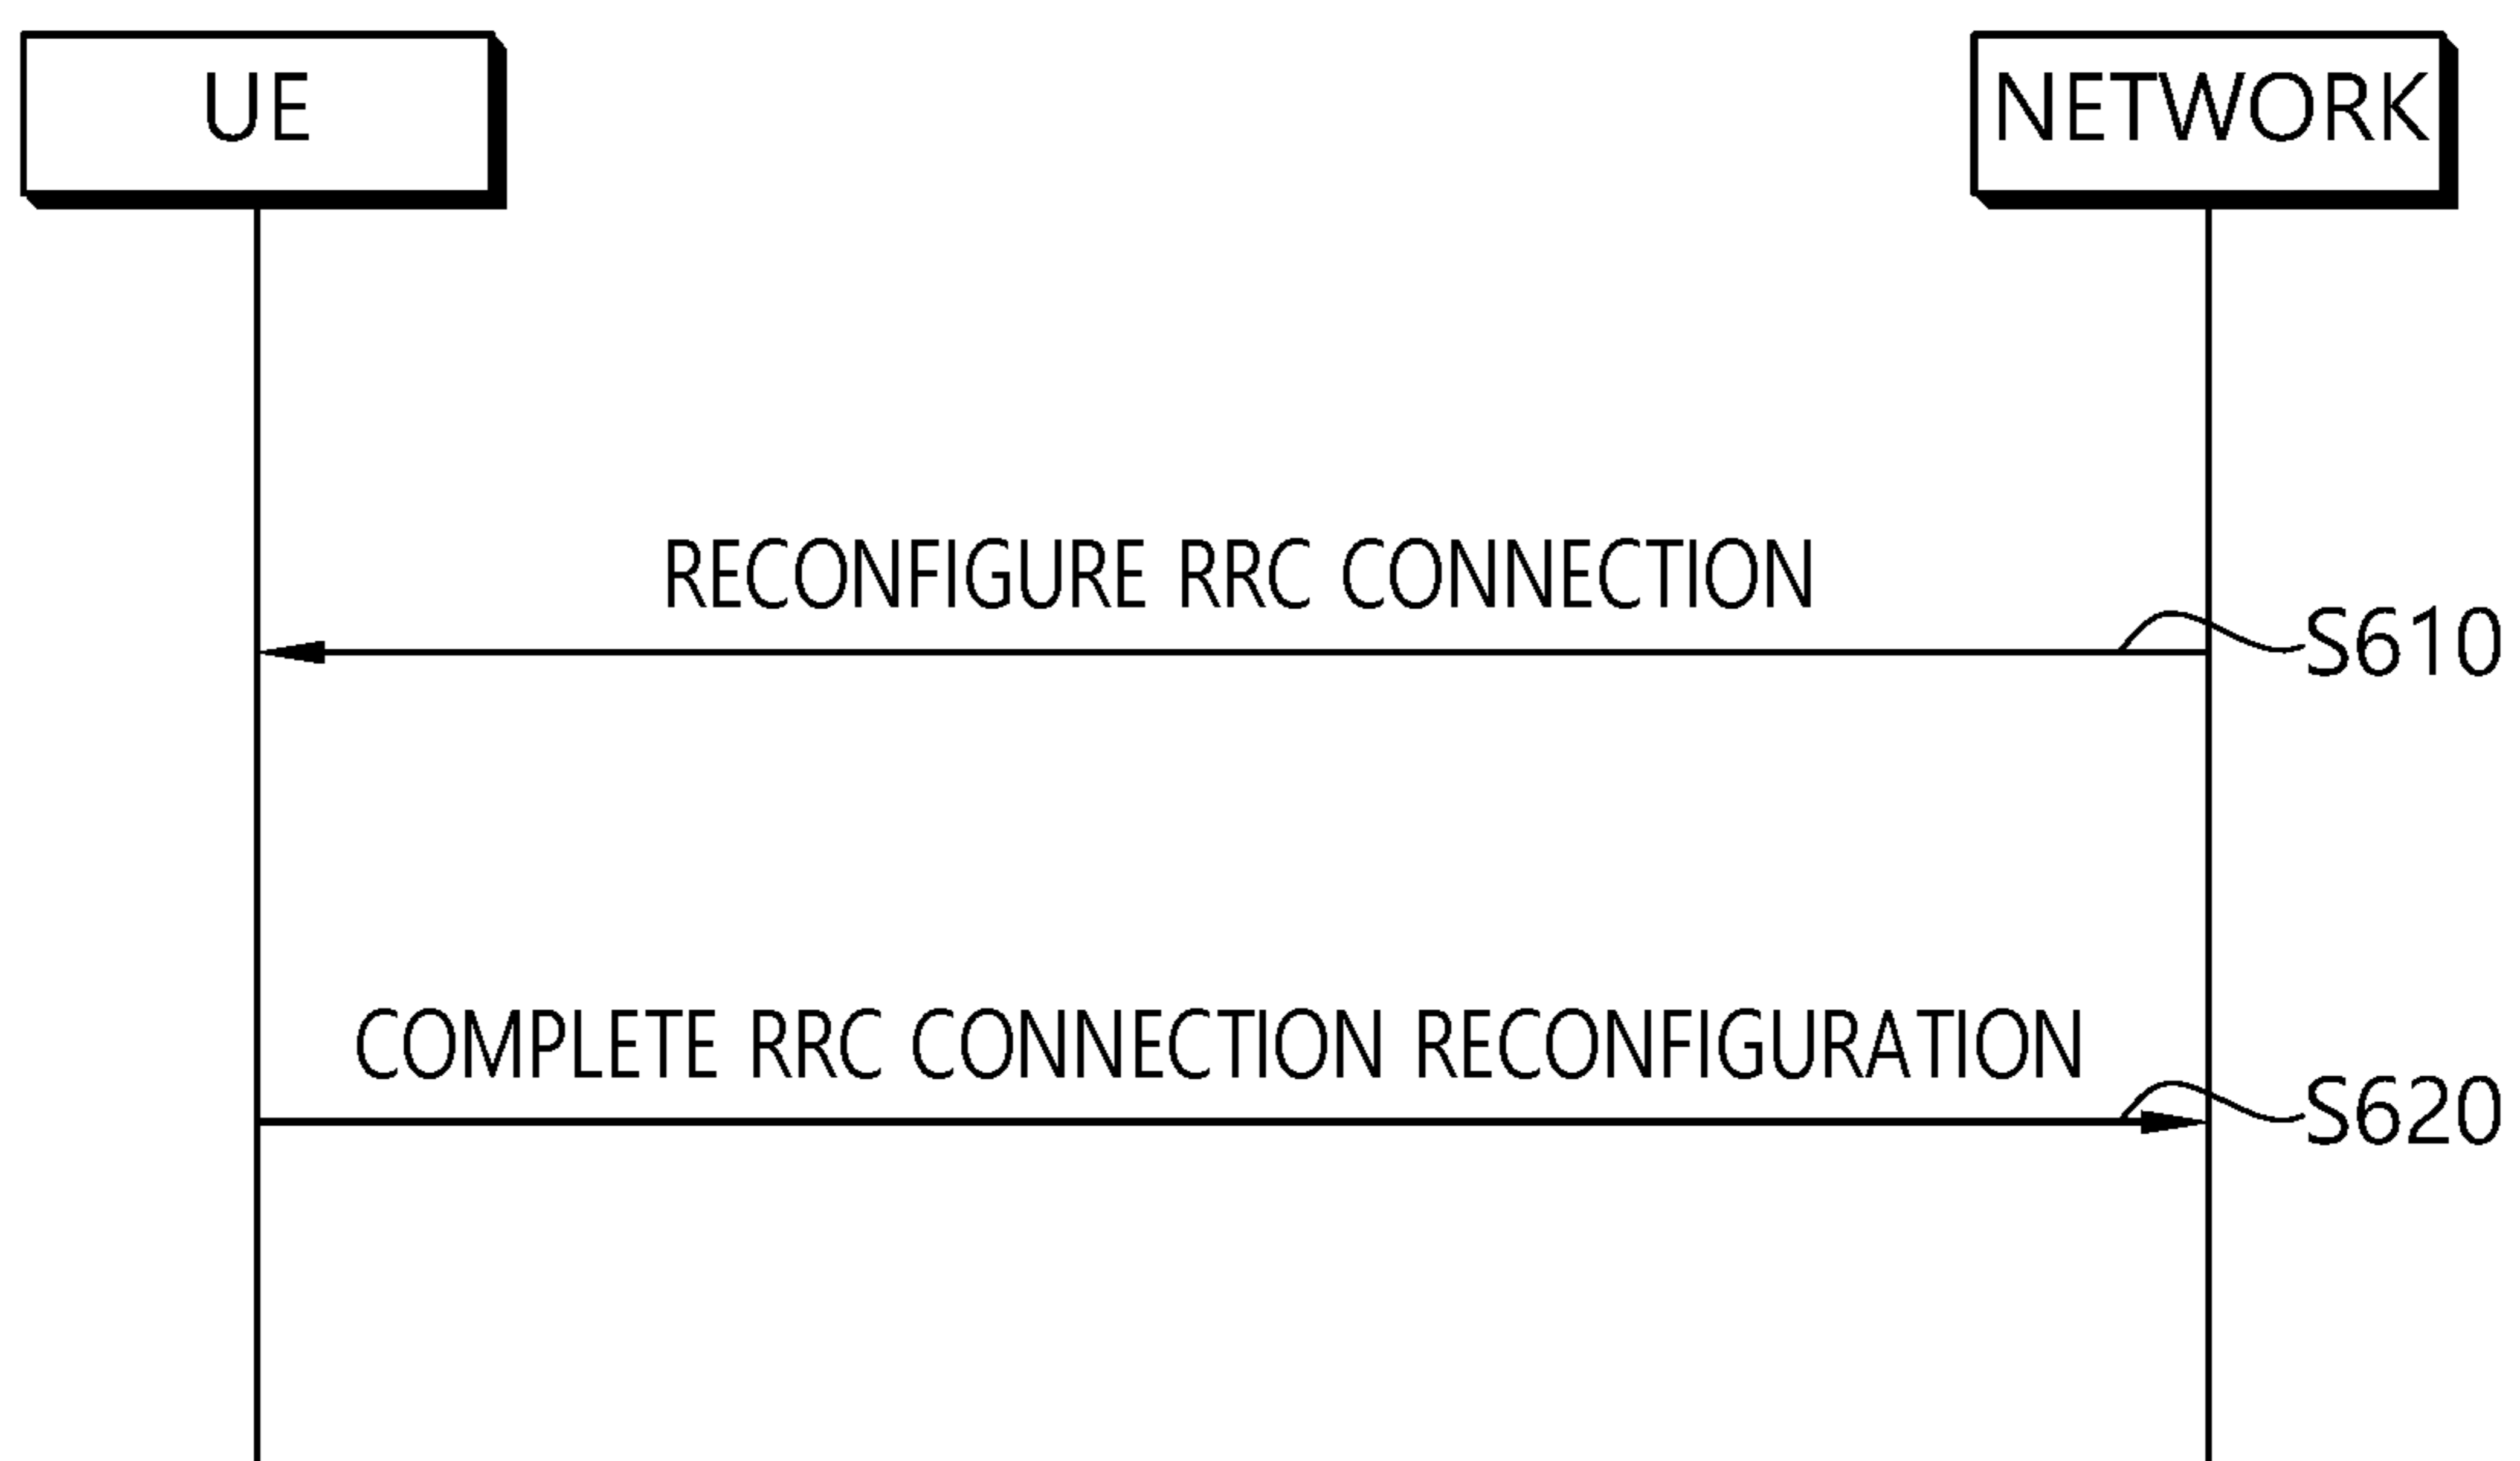 UE
NETWORK
RECONFIGURE RRC CONNECTION
S610
COMPLETE RRC CONNECTION RECONFIGURATION
S620